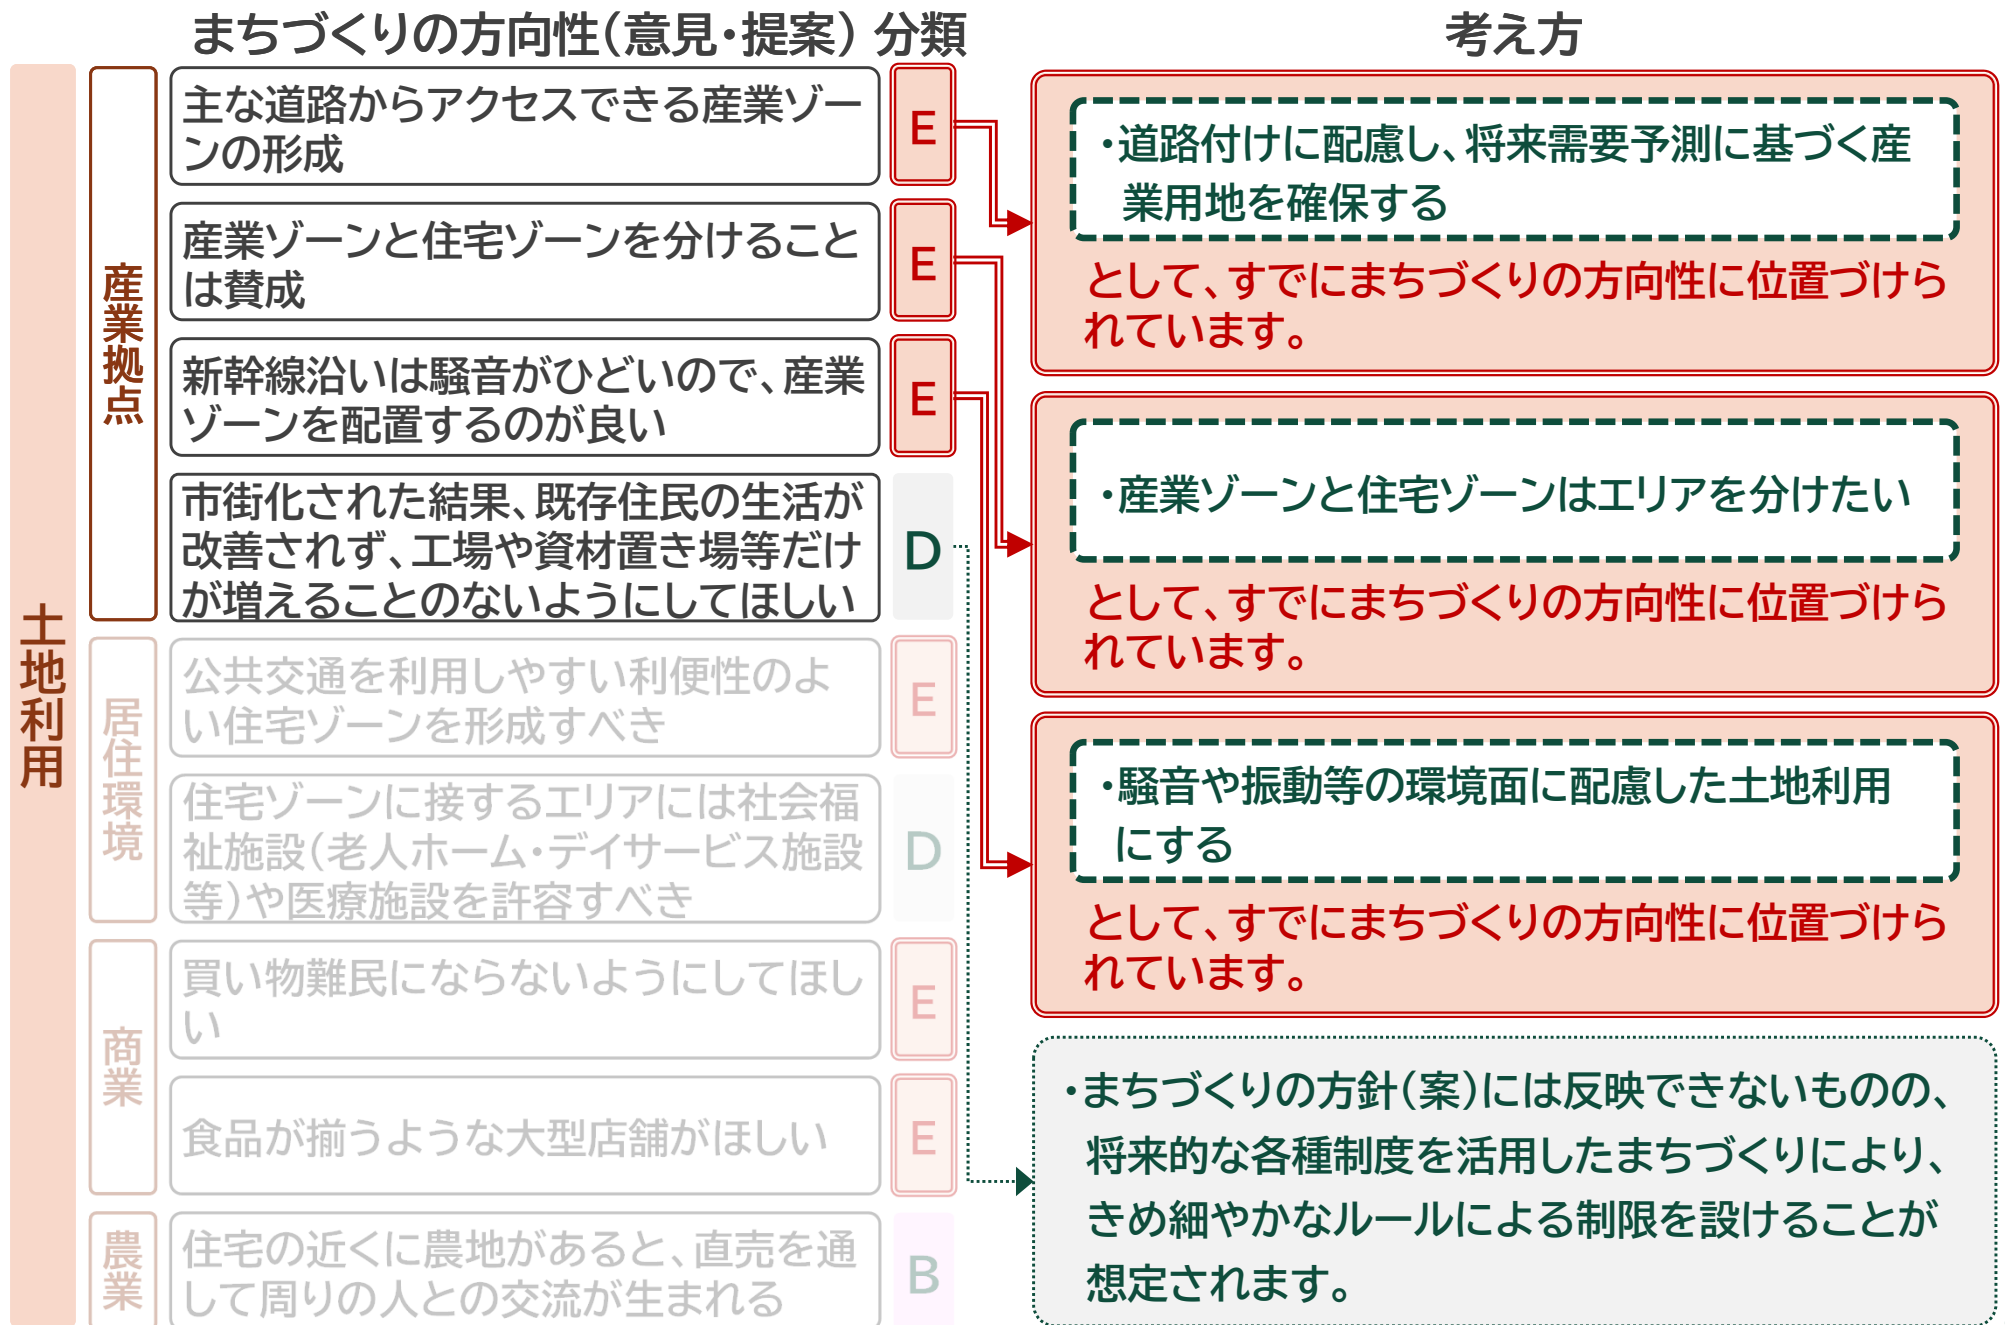 まちづくりの方向性（意見・提案） 分類
考え方
土地利用
産業拠点
主な道路からアクセスできる産業ゾー
ンの形成
E
産業ゾーンと住宅ゾーンを分けること
は賛成
E
新幹線沿いは騒音がひどいので、産業
ゾーンを配置するのが良い
E
市街化された結果、既存住民の生活が
改善されず、工場や資材置き場等だけ
が増えることのないようにしてほしい
D
居住環境
公共交通を利用しやすい利便性のよ
い住宅ゾーンを形成すべき
E
住宅ゾーンに接するエリアには社会福
祉施設（老人ホーム・デイサービス施設
等）や医療施設を許容すべき
D
商業
買い物難民にならないようにしてほし
い
E
食品が揃うような大型店舗がほしい
E
農業
住宅の近くに農地があると、直売を通
して周りの人との交流が生まれる
B
・道路付けに配慮し、将来需要予測に基づく産
業用地を確保する
として、すでにまちづくりの方向性に位置づけら
れています。
・産業ゾーンと住宅ゾーンはエリアを分けたい
として、すでにまちづくりの方向性に位置づけら
れています。
・騒音や振動等の環境面に配慮した土地利用
にする
として、すでにまちづくりの方向性に位置づけら
れています。
・まちづくりの方針（案）には反映できないものの、
将来的な各種制度を活用したまちづくりにより、
きめ細やかなルールによる制限を設けることが
想定されます。